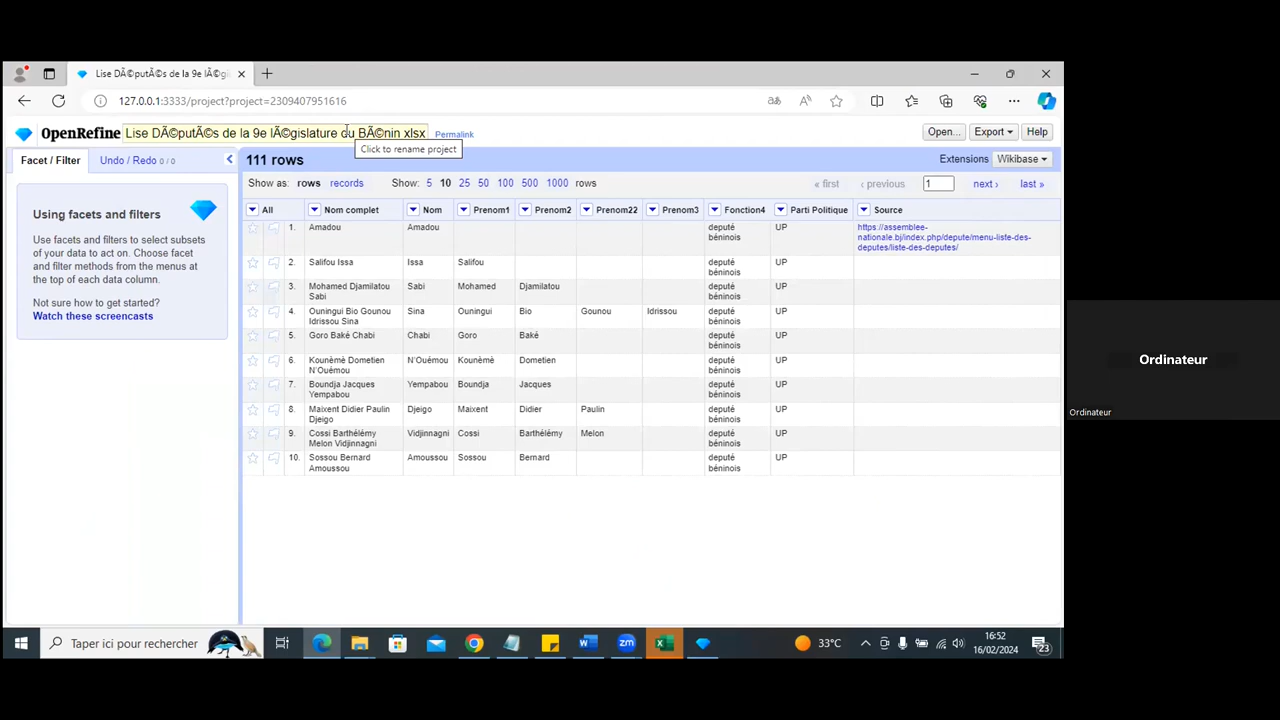 Lise DÃ©putÃ©s de la 9e lÃ©gi
127.0.0.1:3333/project?project=2309407951616
OpenRefine Lise DÃ©putÃ©s de la 9e lÃ©gislature du BÃ©nin xlsx Permalink Open... Export Help
Click to rename project
Facet / Filter Undo / Redo 0 / 0 111 rows Extensions Wikibase
Show as: rows records Show: 5 10 25 50 100 500 1000 rows « first ‹ previous 1 next › last »
Using facets and filters
Use facets and filters to select subsets
of your data to act on. Choose facet
and filter methods from the menus at
the top of each data column.
Not sure how to get started?
Watch these screencasts
All Nom complet Nom Prenom1 Prenom2 Prenom22 Prenom3 Fonction4 Parti Politique Source
1. Amadou Amadou député béninois UP https://assemblee-
nationale.bj/index.php/depute/menu-liste-des-
deputes/liste-des-deputes/
2. Salifou Issa Issa Salifou député UP
béninois
3. Mohamed Djamilatou Sabi Mohamed Djamilatou député UP
Sabi béninois
4. Ouningui Bio Gounou Sina Ouningui Bio Gounou Idrissou député UP
Idrissou Sina béninois
5. Goro Baké Chabi Chabi Goro Baké député UP
béninois
6. Kounèmè Dometien N'Ouémou Kounèmè Dometien député UP
N'Ouémou béninois
7. Boundja Jacques Yempabou Boundja Jacques député UP
Yempabou béninois
8. Maixent Didier Paulin Djeigo Maixent Didier Paulin député UP
Djeigo béninois
9. Cossi Barthélémy Vidjinnagni Cossi Barthélémy Melon député UP
Melon Vidjinnagni béninois
10. Sossou Bernard Amoussou Sossou Bernard député UP
Amoussou béninois
Ordinateur
Ordinateur
Taper ici pour rechercher 33°C 16:52
16/02/2024 23